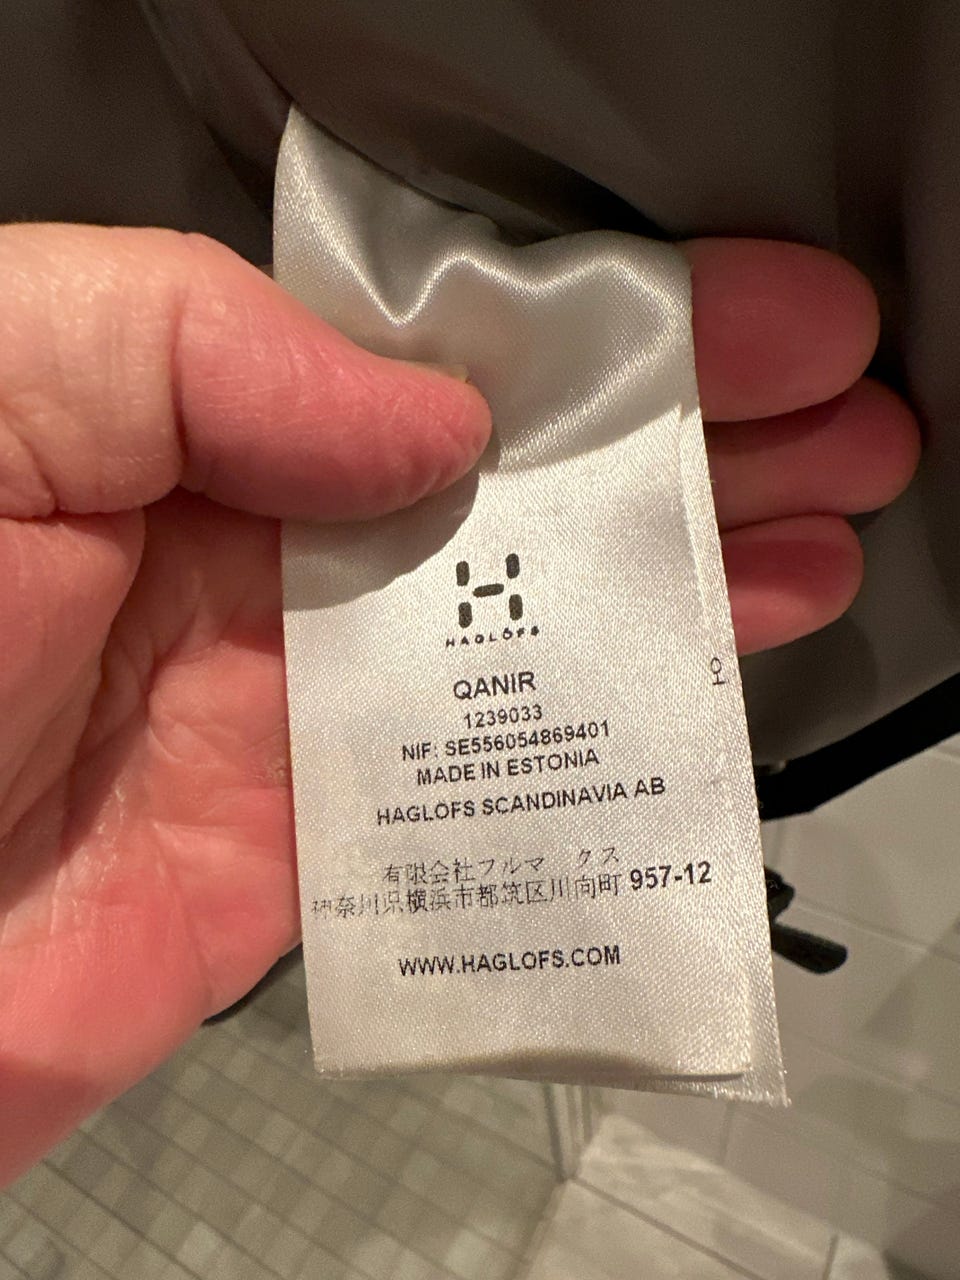 HAGLÖFS
QANIR
1239033
NIF: SE556054869401
MADE IN ESTONIA
HAGLOFS SCANDINAVIA AB
有限会社フルマ クス
神奈川県横浜市都筑区川向町 957-12
WWW.HAGLOFS.COM